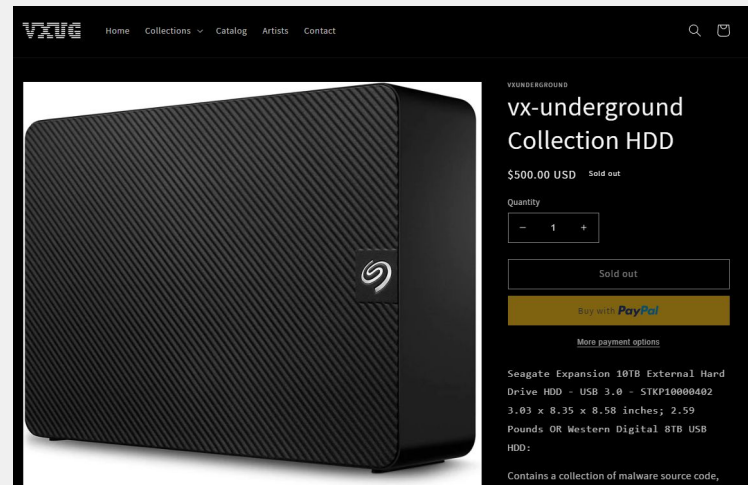 VXUG
Home Collections Catalog Artists Contact
VXUNDERGROUND
vx-underground
Collection HDD
$500.00 USD Sold out
Quantity
− 1 +
Sold out
Buy with PayPal
More payment options
Seagate Expansion 10TB External Hard
Drive HDD - USB 3.0 - STKP10000402
3.03 x 8.35 x 8.58 inches; 2.59
Pounds OR Western Digital 8TB USB
HDD:
Contains a collection of malware source code,